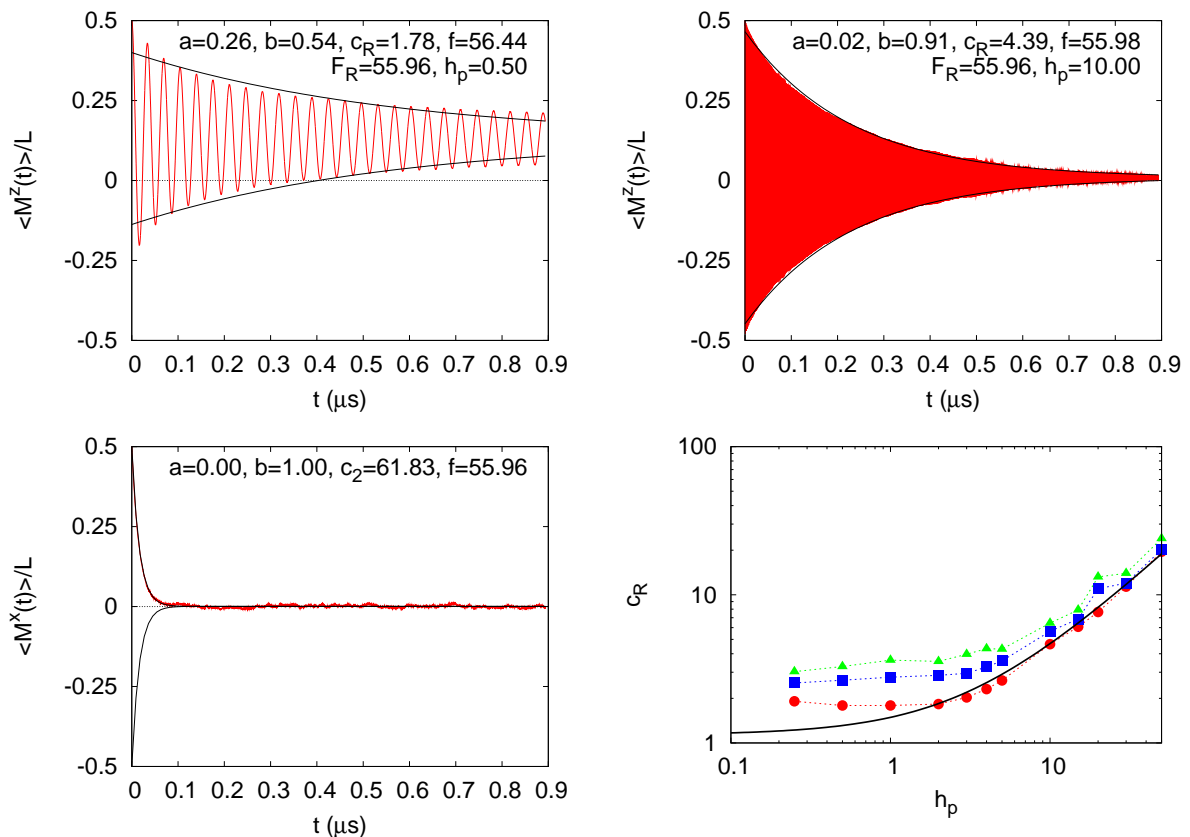 a=0.26, b=0.54, c_R=1.78, f=56.44
F_R=55.96, h_p=0.50
<M^z(t)>/L
0.5
0.25
0
-0.25
-0.5
0 0.1 0.2 0.3 0.4 0.5 0.6 0.7 0.8 0.9
t (μs)
a=0.02, b=0.91, c_R=4.39, f=55.98
F_R=55.96, h_p=10.00
<M^z(t)>/L
0.5
0.25
0
-0.25
-0.5
0 0.1 0.2 0.3 0.4 0.5 0.6 0.7 0.8 0.9
t (μs)
a=0.00, b=1.00, c_2=61.83, f=55.96
<M^x(t)>/L
0.5
0.25
0
-0.25
-0.5
0 0.1 0.2 0.3 0.4 0.5 0.6 0.7 0.8 0.9
t (μs)
c_R
100
10
1
0.1 1 10
h_p